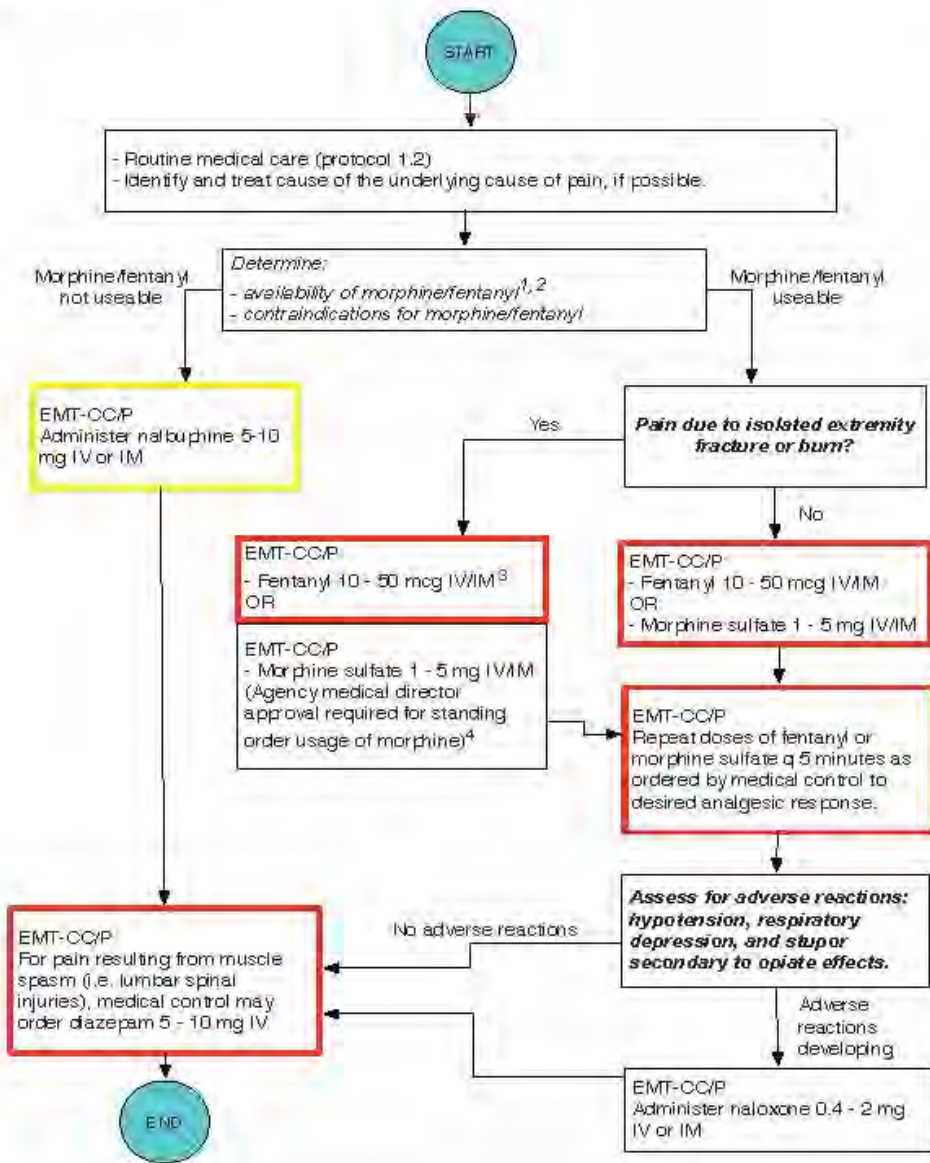 START
- Routine medical care (protocol 1.2)
- Identify and treat cause of the underlying cause of pain, if possible.
Determine:
- availability of morphine/fentanyl1, 2
- contraindications for morphine/fentanyl
Morphine/fentanyl
not useable
Morphine/fentanyl
useable
EMT-CC/P
Administer nalbuphine 5-10
mg IV or IM
Pain due to isolated extremity
fracture or burn?
Yes
No
EMT-CC/P
- Fentanyl 10 - 50 mcg IV/IM3
OR
EMT-CC/P
- Morphine sulfate 1 - 5 mg IV/IM
(Agency medical director
approval required for standing
order usage of morphine)4
EMT-CC/P
- Fentanyl 10 - 50 mcg IV/IM
OR
- Morphine sulfate 1 - 5 mg IV/IM
EMT-CC/P
Repeat doses of fentanyl or
morphine sulfate q 5 minutes as
ordered by medical control to
desired analgesic response.
Assess for adverse reactions:
hypotension, respiratory
depression, and stupor
secondary to opiate effects.
No adverse reactions
Adverse
reactions
developing
EMT-CC/P
For pain resulting from muscle
spasm (i.e. lumbar spinal
injuries), medical control may
order diazepam 5 - 10 mg IV
EMT-CC/P
Administer naloxone 0.4 - 2 mg
IV or IM
END